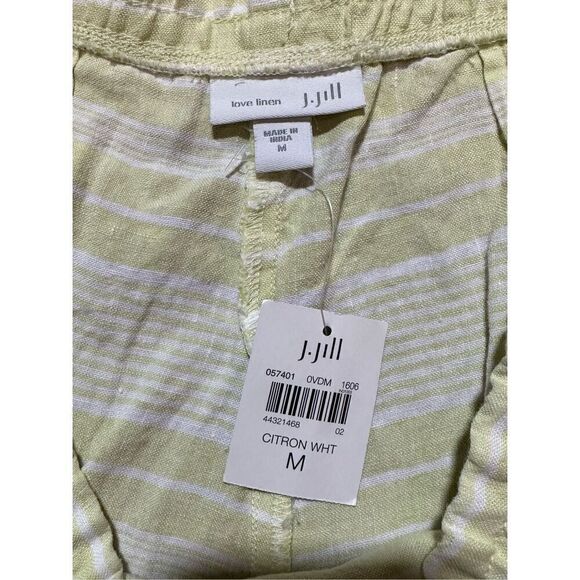 love linen J.Jill
MADE IN
INDIA
M
J.Jill
057401 0VDM 1606
44321468 02
CITRON WHT
M